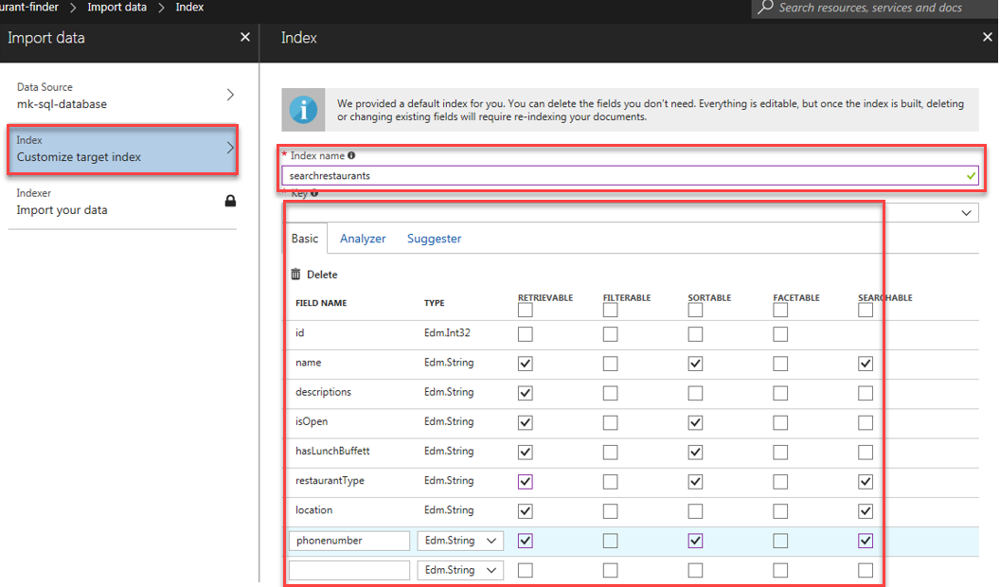 urant-finder > Import data > Index
Search resources, services and docs
Import data
Data Source
mk-sql-database
Index
Customize target index
Indexer
Import your data
Index
We provided a default index for you. You can delete the fields you don't need. Everything is editable, but once the index is built, deleting
or changing existing fields will require re-indexing your documents.
* Index name
searchrestaurants
* Key
Basic Analyzer Suggester
Delete
FIELD NAME TYPE RETRIEVABLE FILTERABLE SORTABLE FACETABLE SEARCHABLE
id Edm.Int32
name Edm.String
descriptions Edm.String
isOpen Edm.String
hasLunchBuffett Edm.String
restaurantType Edm.String
location Edm.String
phonenumber Edm.String
Edm.String